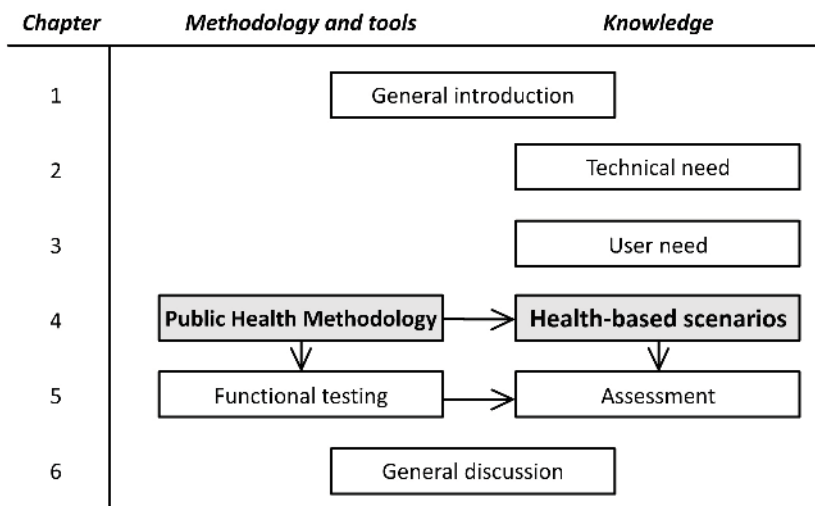 Chapter Methodology and tools Knowledge
1 General introduction
2 Technical need
3 User need
4 Public Health Methodology Health-based scenarios
5 Functional testing Assessment
6 General discussion